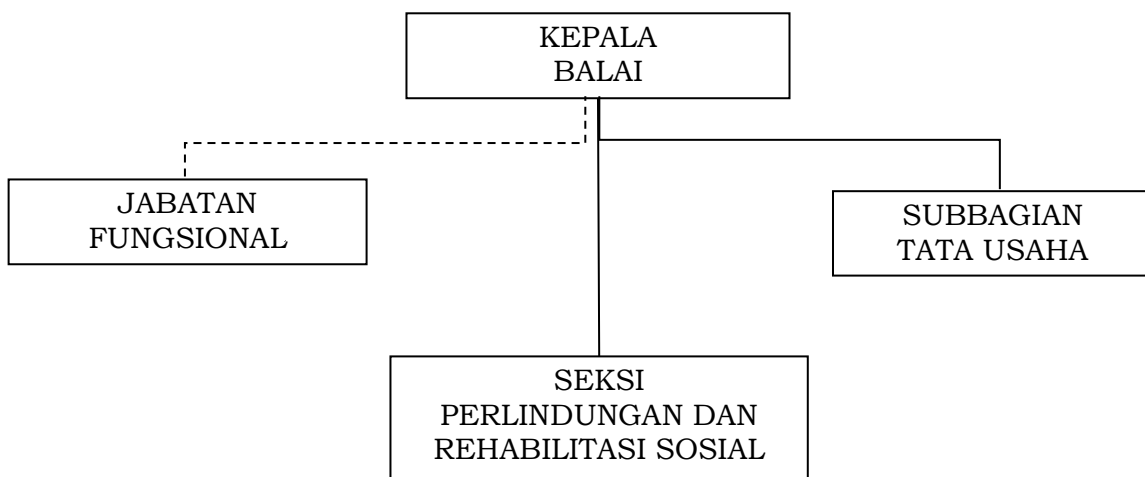 KEPALA
BALAI
JABATAN
FUNGSIONAL
SUBBAGIAN
TATA USAHA
SEKSI
PERLINDUNGAN DAN
REHABILITASI SOSIAL